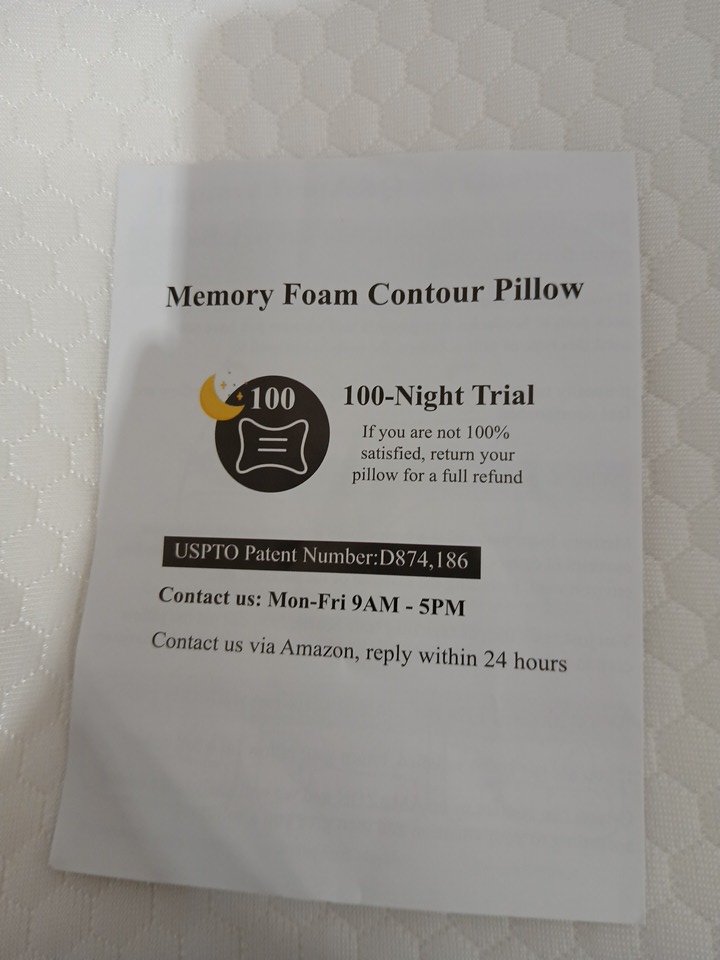 Memory Foam Contour Pillow
100
100-Night Trial
If you are not 100%
satisfied, return your
pillow for a full refund
USPTO Patent Number:D874,186
Contact us: Mon-Fri 9AM - 5PM
Contact us via Amazon, reply within 24 hours